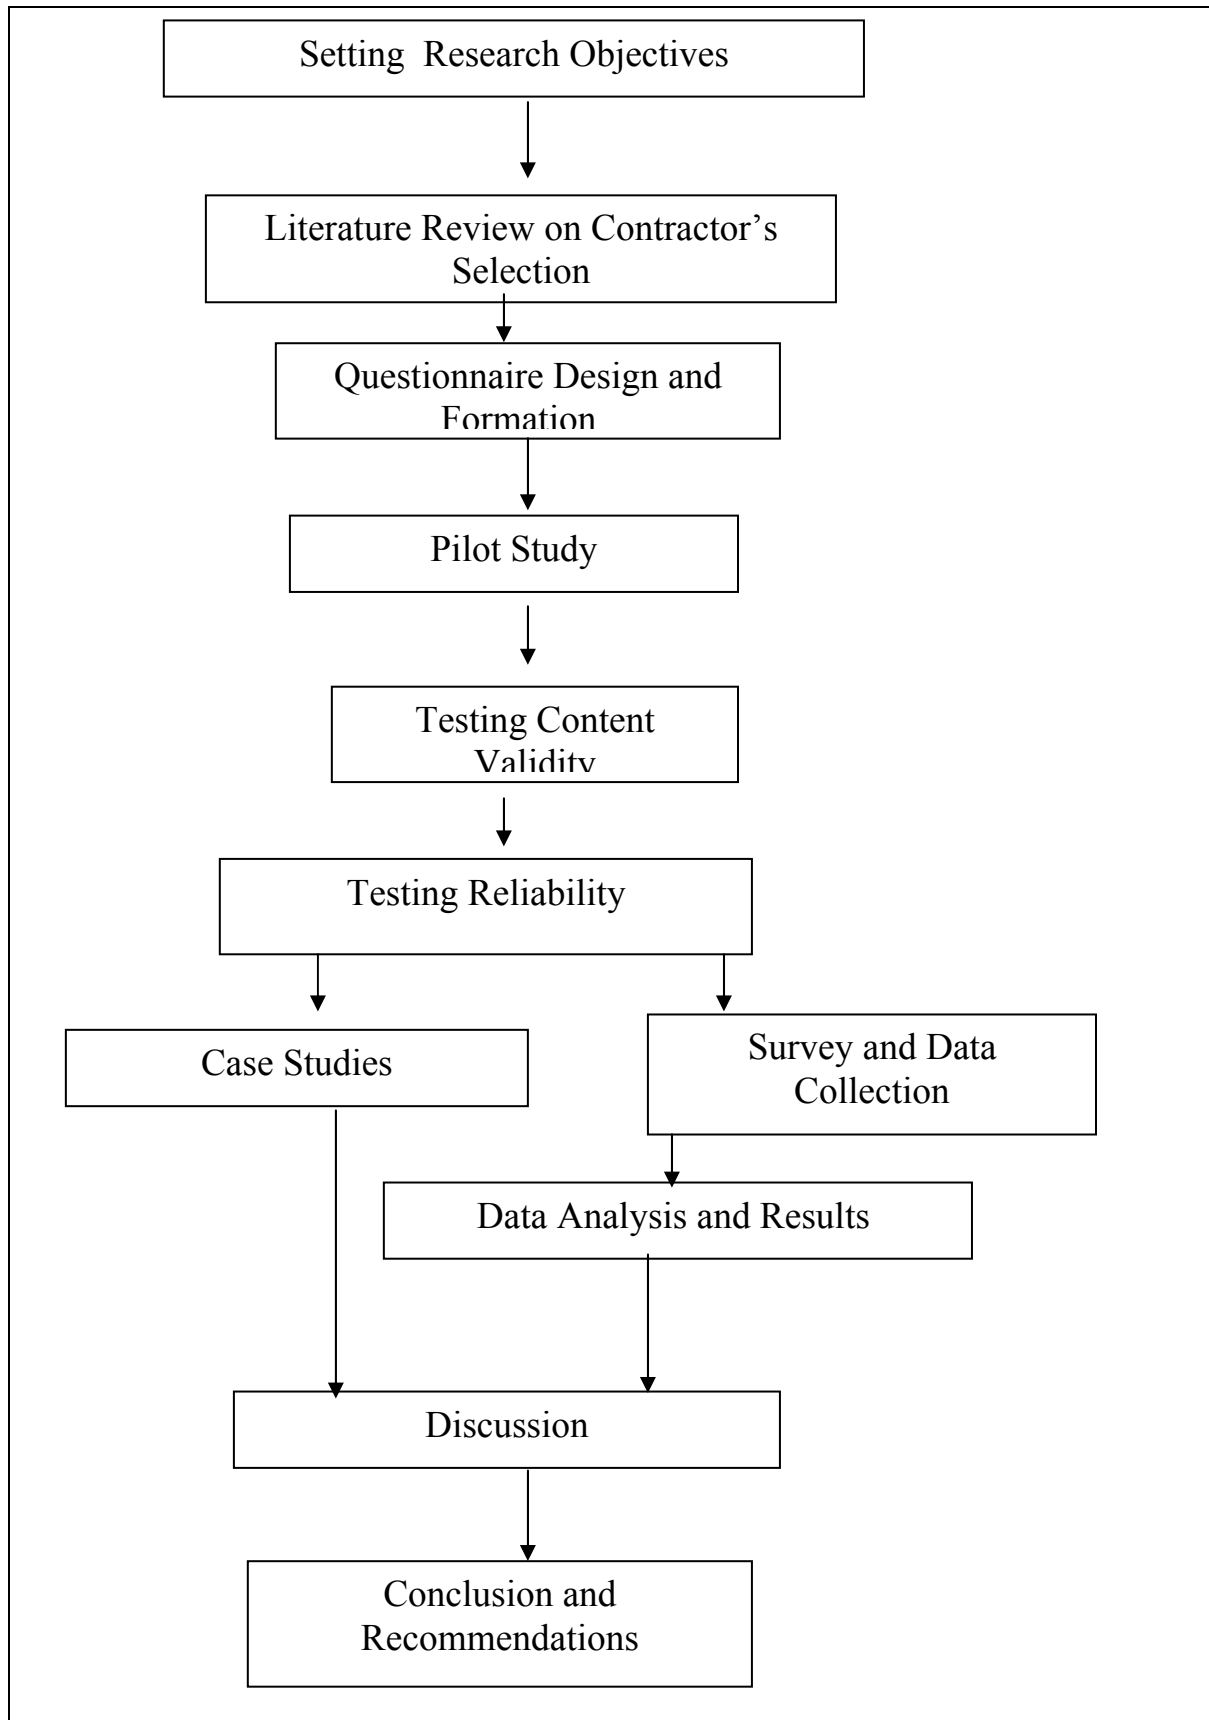 Setting Research Objectives
Literature Review on Contractor’s
Selection
Questionnaire Design and
Formation
Pilot Study
Testing Content
Validity
Testing Reliability
Case Studies
Survey and Data
Collection
Data Analysis and Results
Discussion
Conclusion and
Recommendations